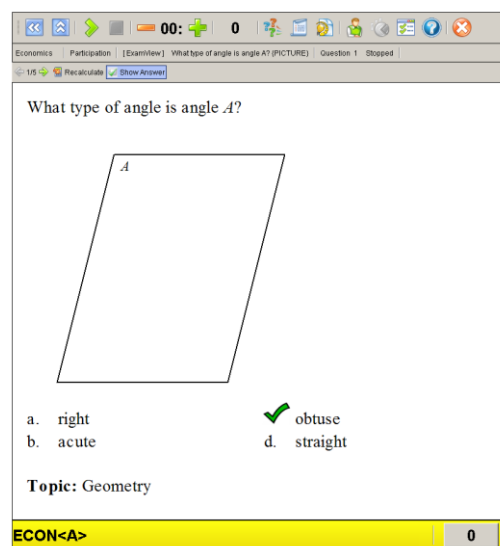 00: 0
Economics Participation [ExamView] What type of angle is angle A? (PICTURE) Question 1 Stopped
1/5 Recalculate Show Answer
What type of angle is angle A?
A
a. right obtuse
b. acute d. straight
Topic: Geometry
ECON<A> 0